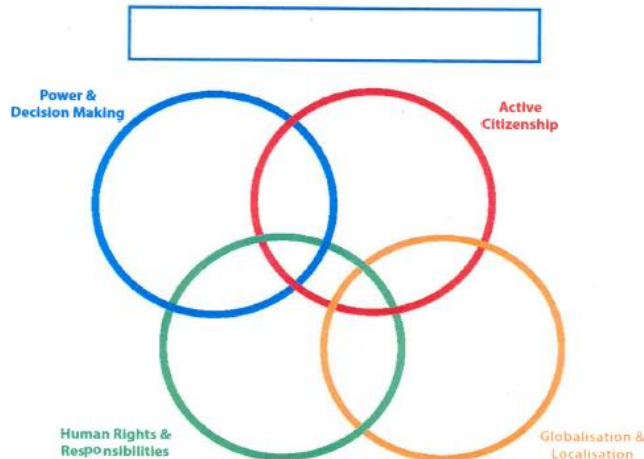 Power &
Decision Making
Active
Citizenship
Human Rights &
Responsibilities
Globalisation &
Localisation